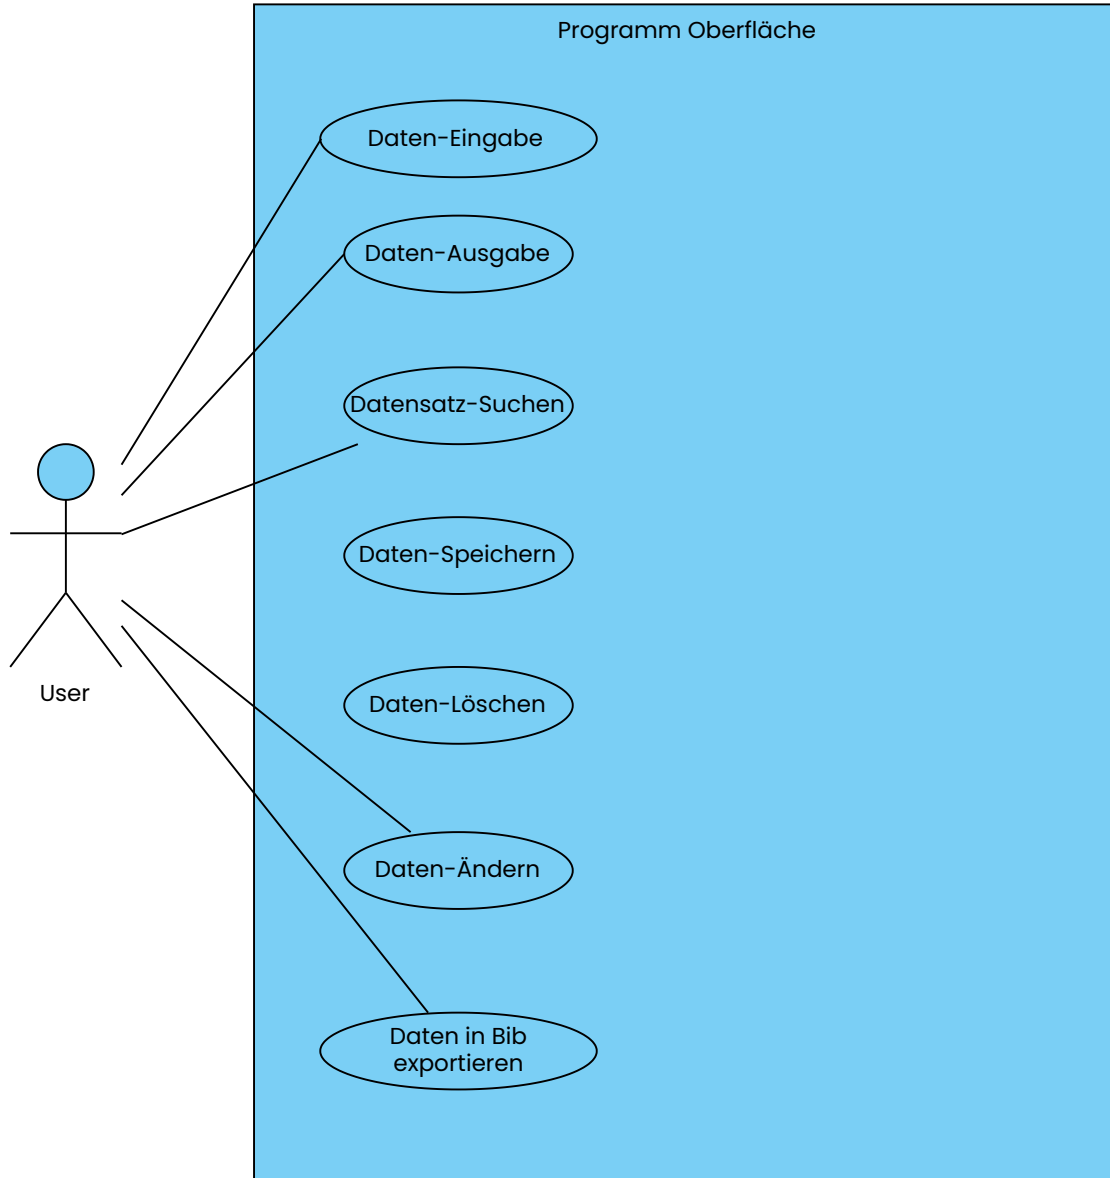 Programm Oberfläche
Daten-Eingabe
Daten-Ausgabe
Datensatz-Suchen
Daten-Speichern
User
Daten-Löschen
Daten-Ändern
Daten in Bib
exportieren